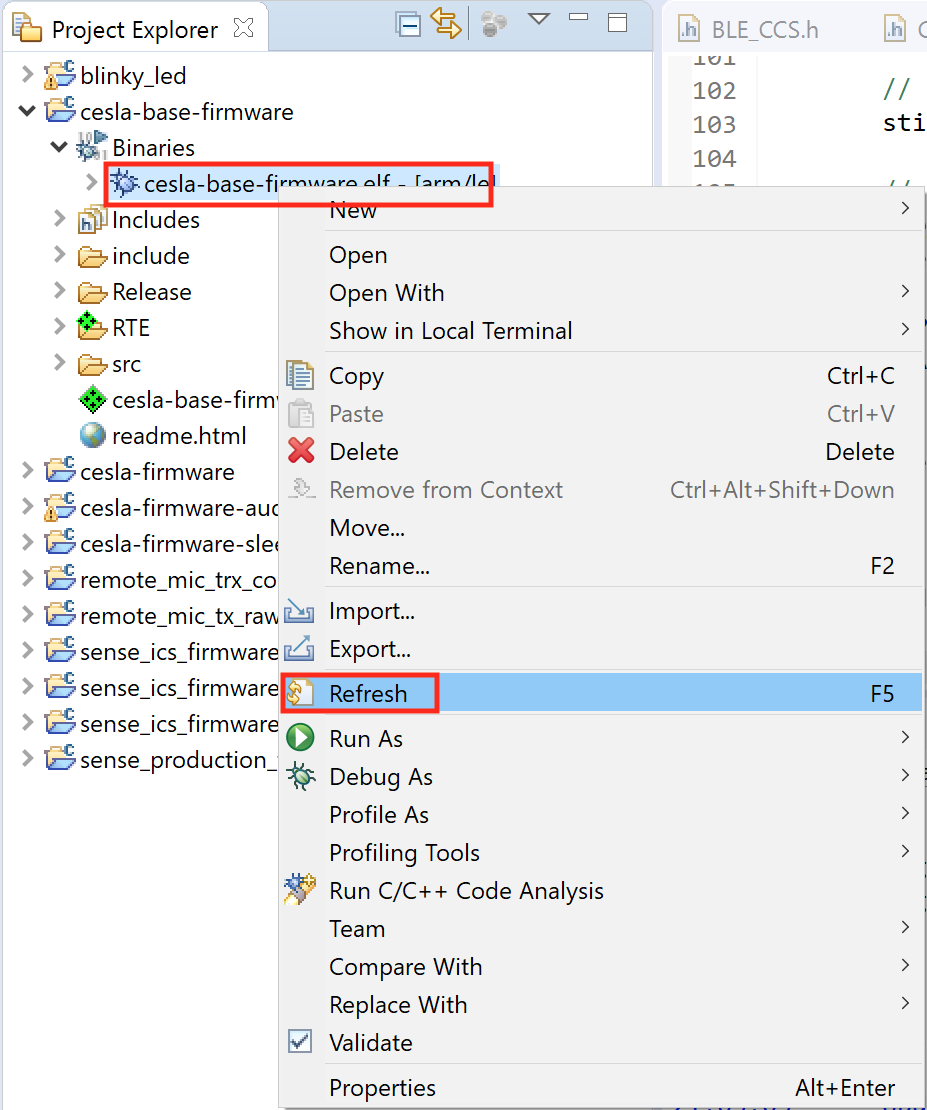 Project Explorer
BLE_CCS.h
blinky_led
cesla-base-firmware
Binaries
cesla-base-firmware.elf - [arm/le]
Includes
include
Release
RTE
src
cesla-base-firmw
readme.html
cesla-firmware
cesla-firmware-aud
cesla-firmware-slee
remote_mic_trx_co
remote_mic_tx_raw
sense_ics_firmware
sense_ics_firmware
sense_ics_firmware
sense_production_
101
102 //
103 sti
104
105 //
New
Open
Open With
Show in Local Terminal
Copy Ctrl+C
Paste Ctrl+V
Delete Delete
Remove from Context Ctrl+Alt+Shift+Down
Move...
Rename... F2
Import...
Export...
Refresh F5
Run As
Debug As
Profile As
Profiling Tools
Run C/C++ Code Analysis
Team
Compare With
Replace With
Validate
Properties Alt+Enter